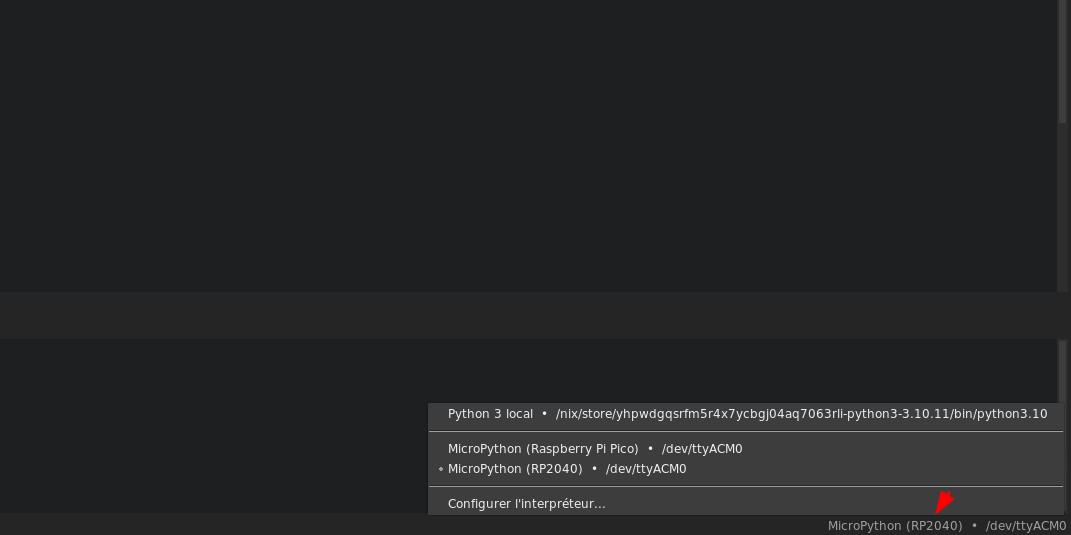 Python 3 local • /nix/store/yhpwdgqsrfm5r4x7ycbgj04aq7063rli-python3-3.10.11/bin/python3.10
MicroPython (Raspberry Pi Pico) • /dev/ttyACM0
MicroPython (RP2040) • /dev/ttyACM0
Configurer l'interpréteur...
MicroPython (RP2040) • /dev/ttyACM0